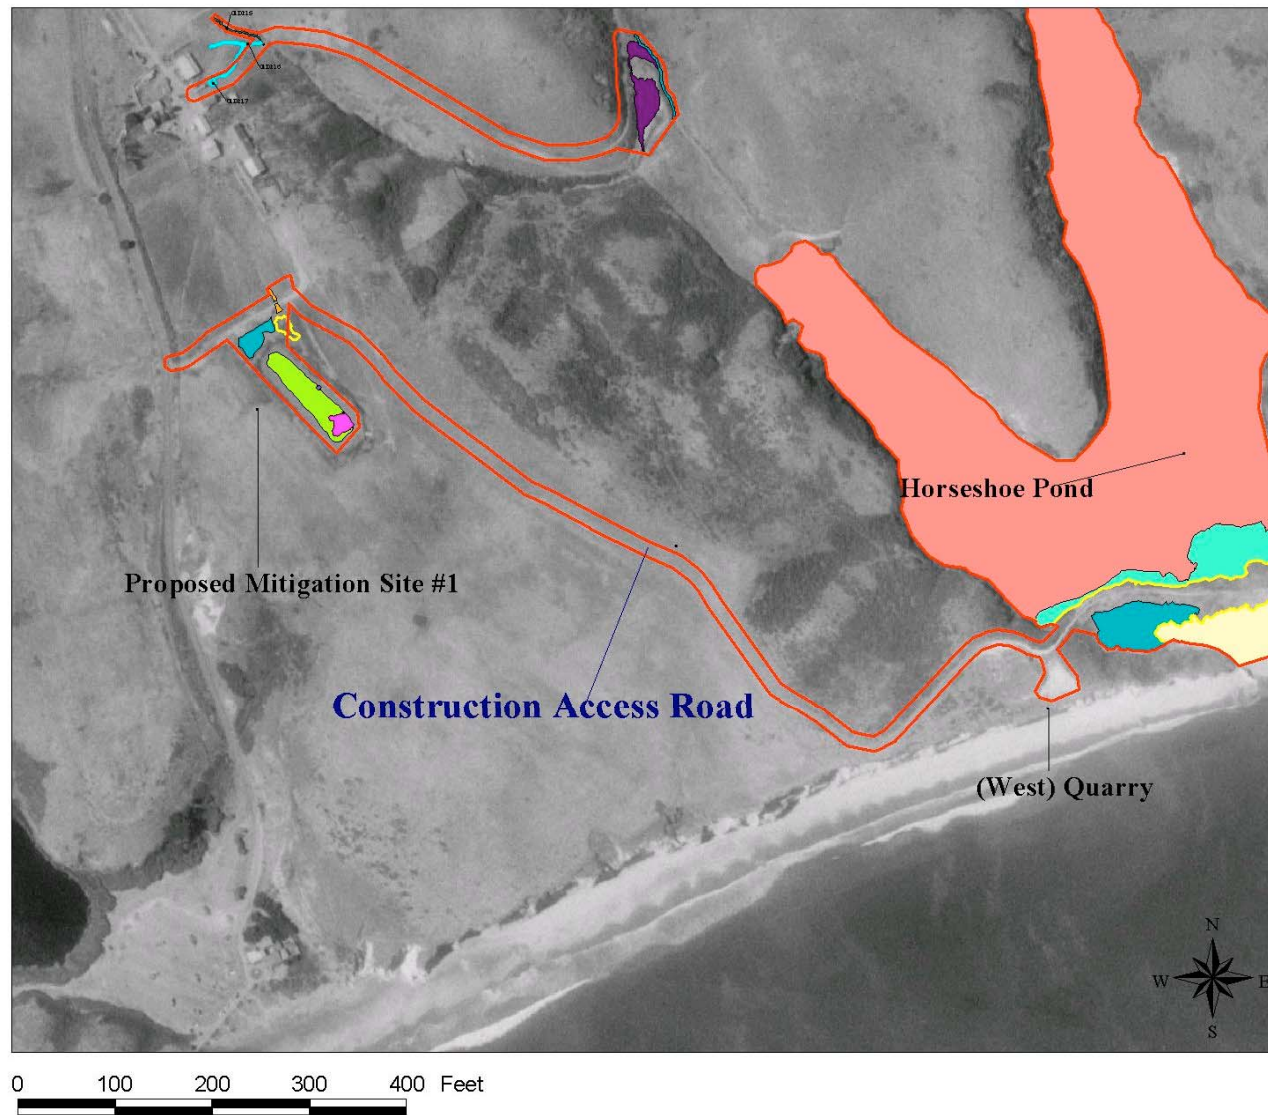 Horseshoe Pond
Proposed Mitigation Site #1
Construction Access Road
(West) Quarry
N
W E
S
0 100 200 300 400 Feet